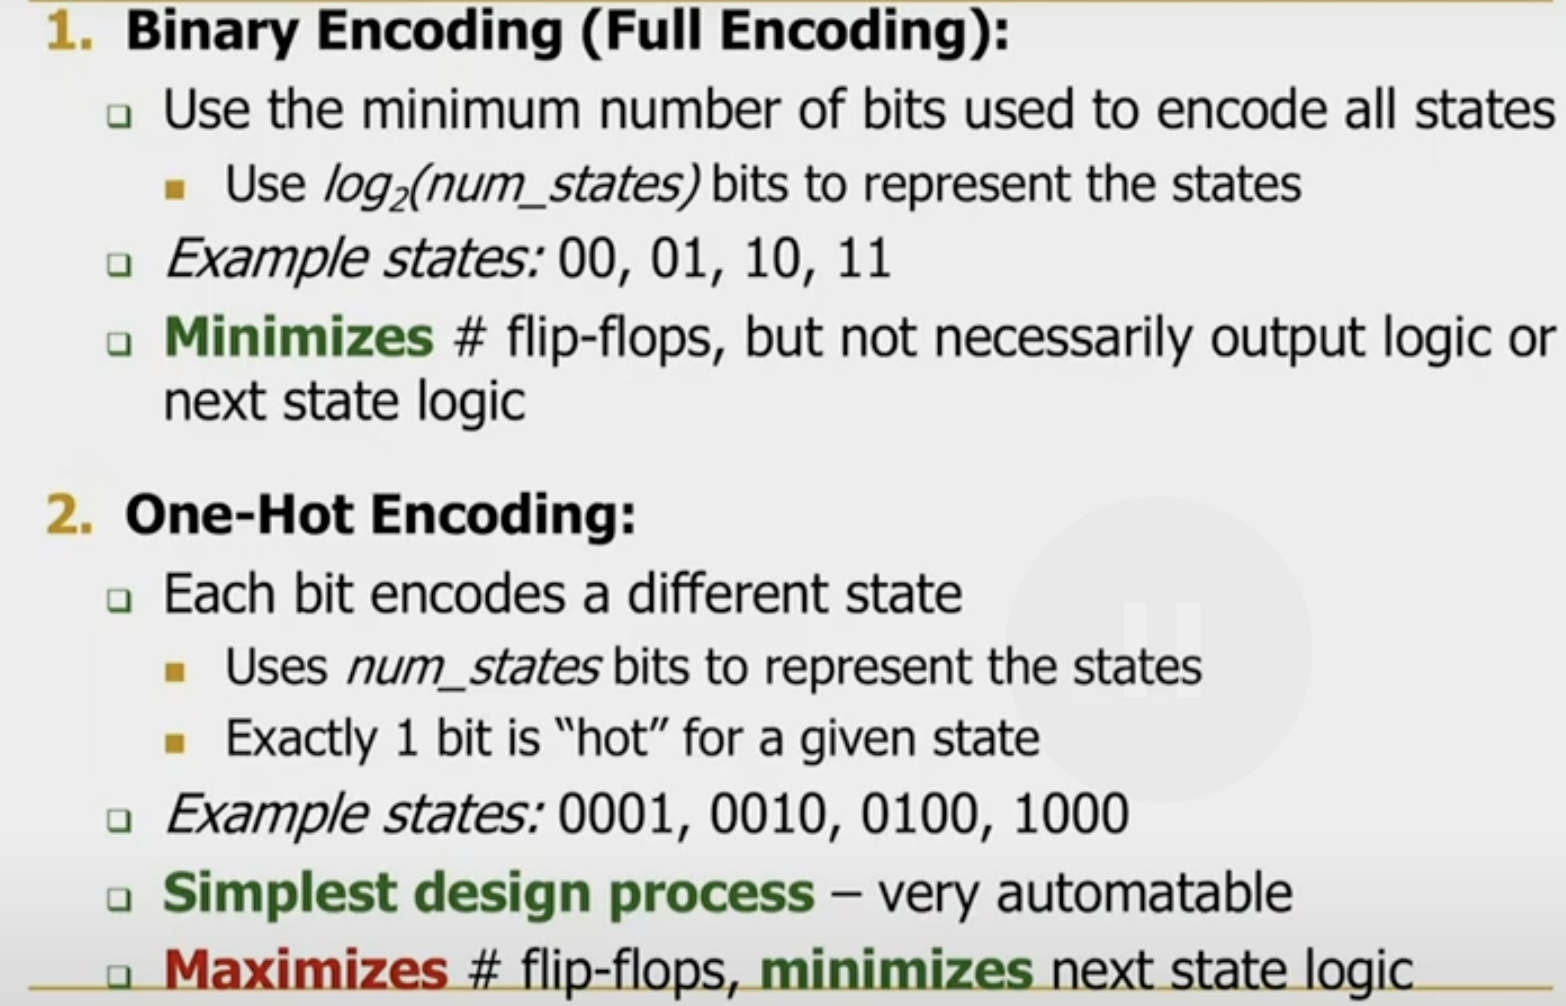 1. Binary Encoding (Full Encoding):
❑ Use the minimum number of bits used to encode all states
■ Use log₂(num_states) bits to represent the states
❑ Example states: 00, 01, 10, 11
❑ Minimizes # flip-flops, but not necessarily output logic or
next state logic
2. One-Hot Encoding:
❑ Each bit encodes a different state
■ Uses num_states bits to represent the states
■ Exactly 1 bit is “hot” for a given state
❑ Example states: 0001, 0010, 0100, 1000
❑ Simplest design process – very automatable
❑ Maximizes # flip-flops, minimizes next state logic